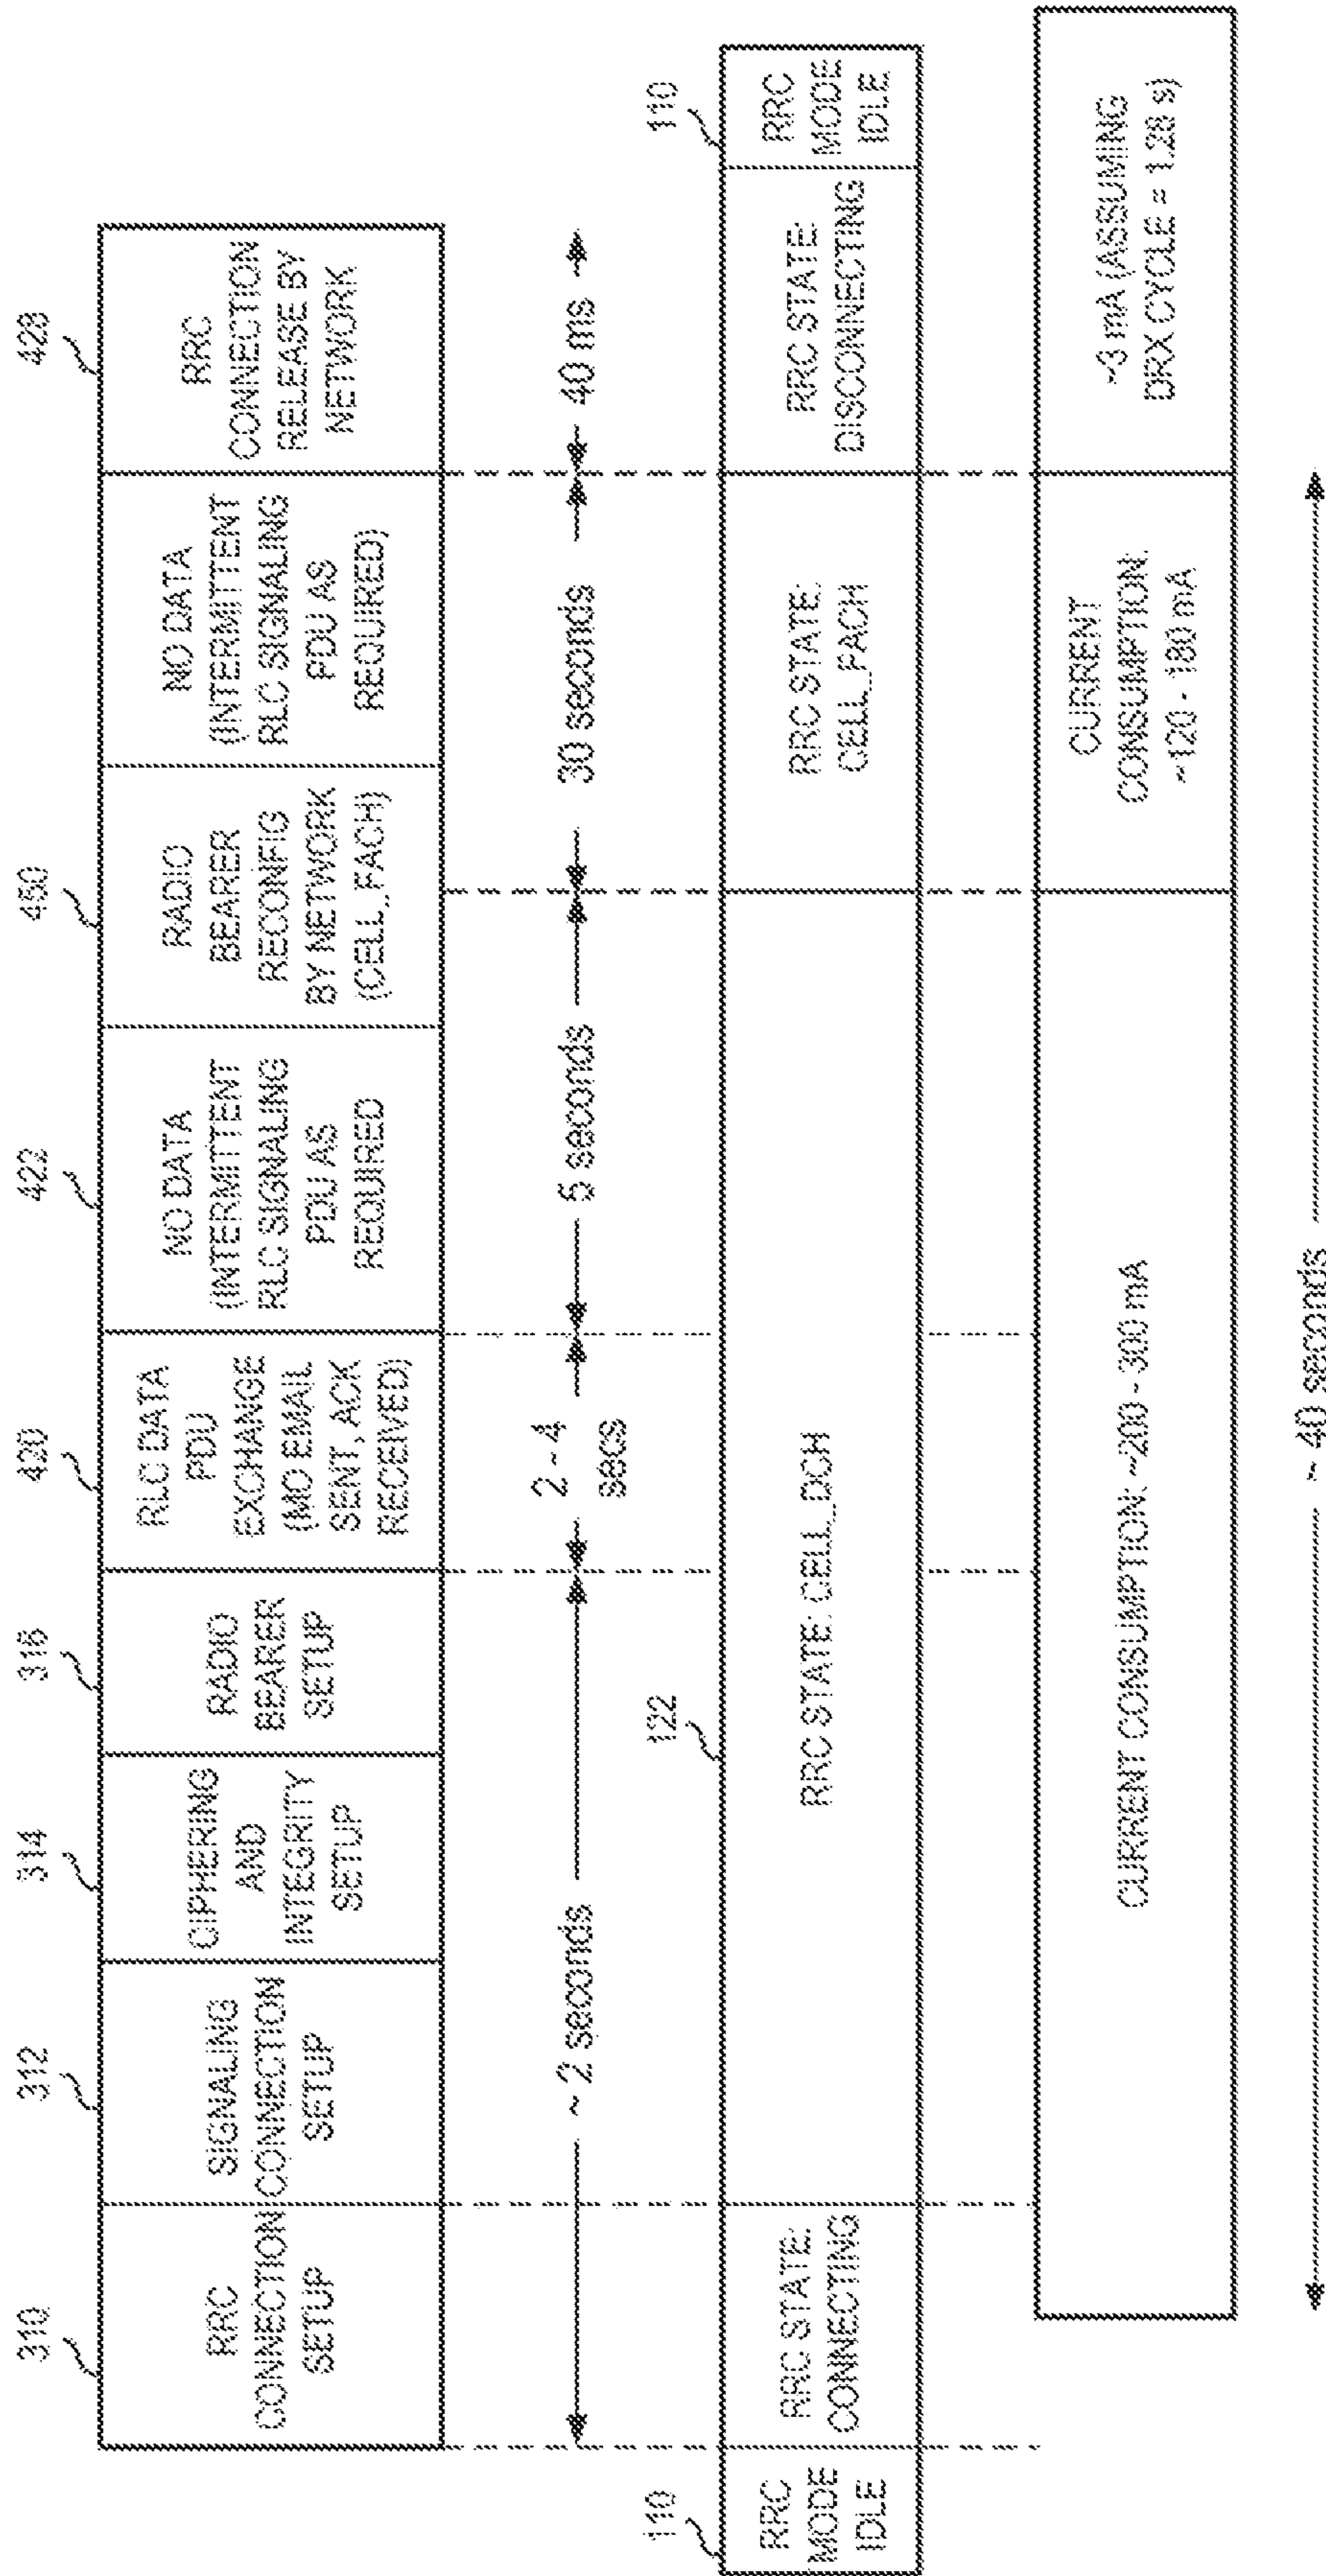 310
312
314
316
420
422
450
428
RRC
CONNECTION
SETUP
SIGNALING
CONNECTION
SETUP
CIPHERING
AND
INTEGRITY
SETUP
RADIO
BEARER
SETUP
RLC DATA
PDU
EXCHANGE
(MO EMAIL
SENT, ACK
RECEIVED)
NO DATA
(INTERMITTENT
RLC SIGNALING
PDU AS
REQUIRED
RADIO
BEARER
RECONFIG
BY NETWORK
(CELL_FACH)
NO DATA
(INTERMITTENT
RLC SIGNALING
PDU AS
REQUIRED)
RRC
CONNECTION
RELEASE BY
NETWORK
~ 2 seconds
2 ~ 4
secs
5 seconds
30 seconds
40 ms
110
122
110
RRC
MODE
IDLE
RRC STATE:
CONNECTING
RRC STATE: CELL_DCH
RRC STATE:
CELL_FACH
RRC STATE:
DISCONNECTING
RRC
MODE
IDLE
CURRENT CONSUMPTION: ~200 - 300 mA
CURRENT
CONSUMPTION:
~120 - 180 mA
~3 mA (ASSUMING
DRX CYCLE = 1.28 s)
~ 40 seconds